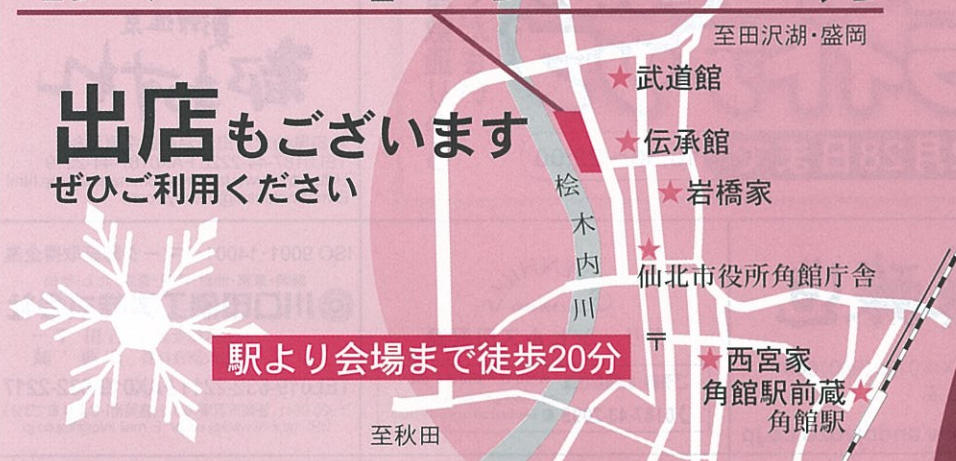 至田沢湖・盛岡
★武道館
出店もございます
★伝承館
ぜひご利用ください
桧木内川
★岩橋家
★
仙北市役所角館庁舎
駅より会場まで徒歩20分
〒
★西宮家
角館駅前蔵★
角館駅
至秋田